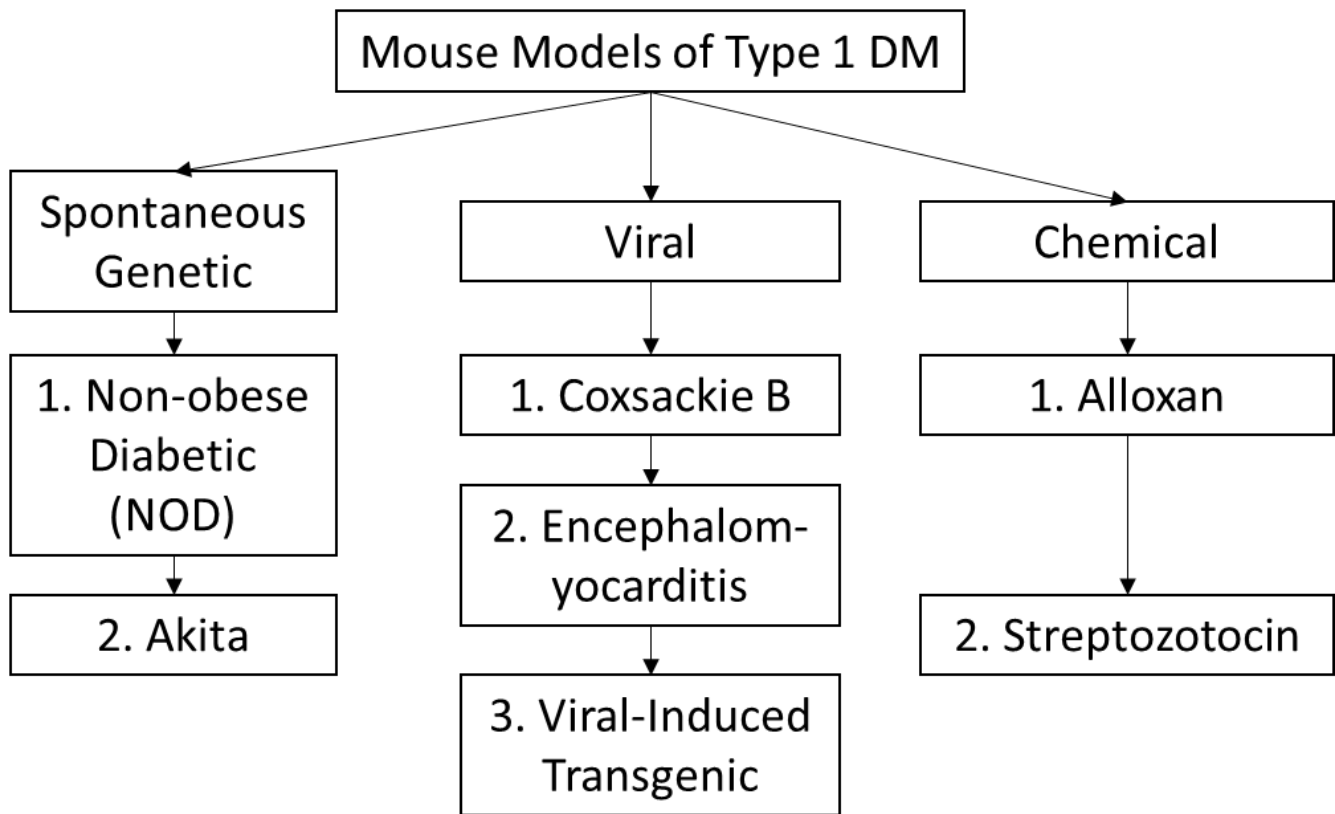 Mouse Models of Type 1 DM
Spontaneous
Genetic
1. Non-obese
Diabetic
(NOD)
2. Akita
Viral
1. Coxsackie B
2. Encephalom-
yocarditis
3. Viral-Induced
Transgenic
Chemical
1. Alloxan
2. Streptozotocin